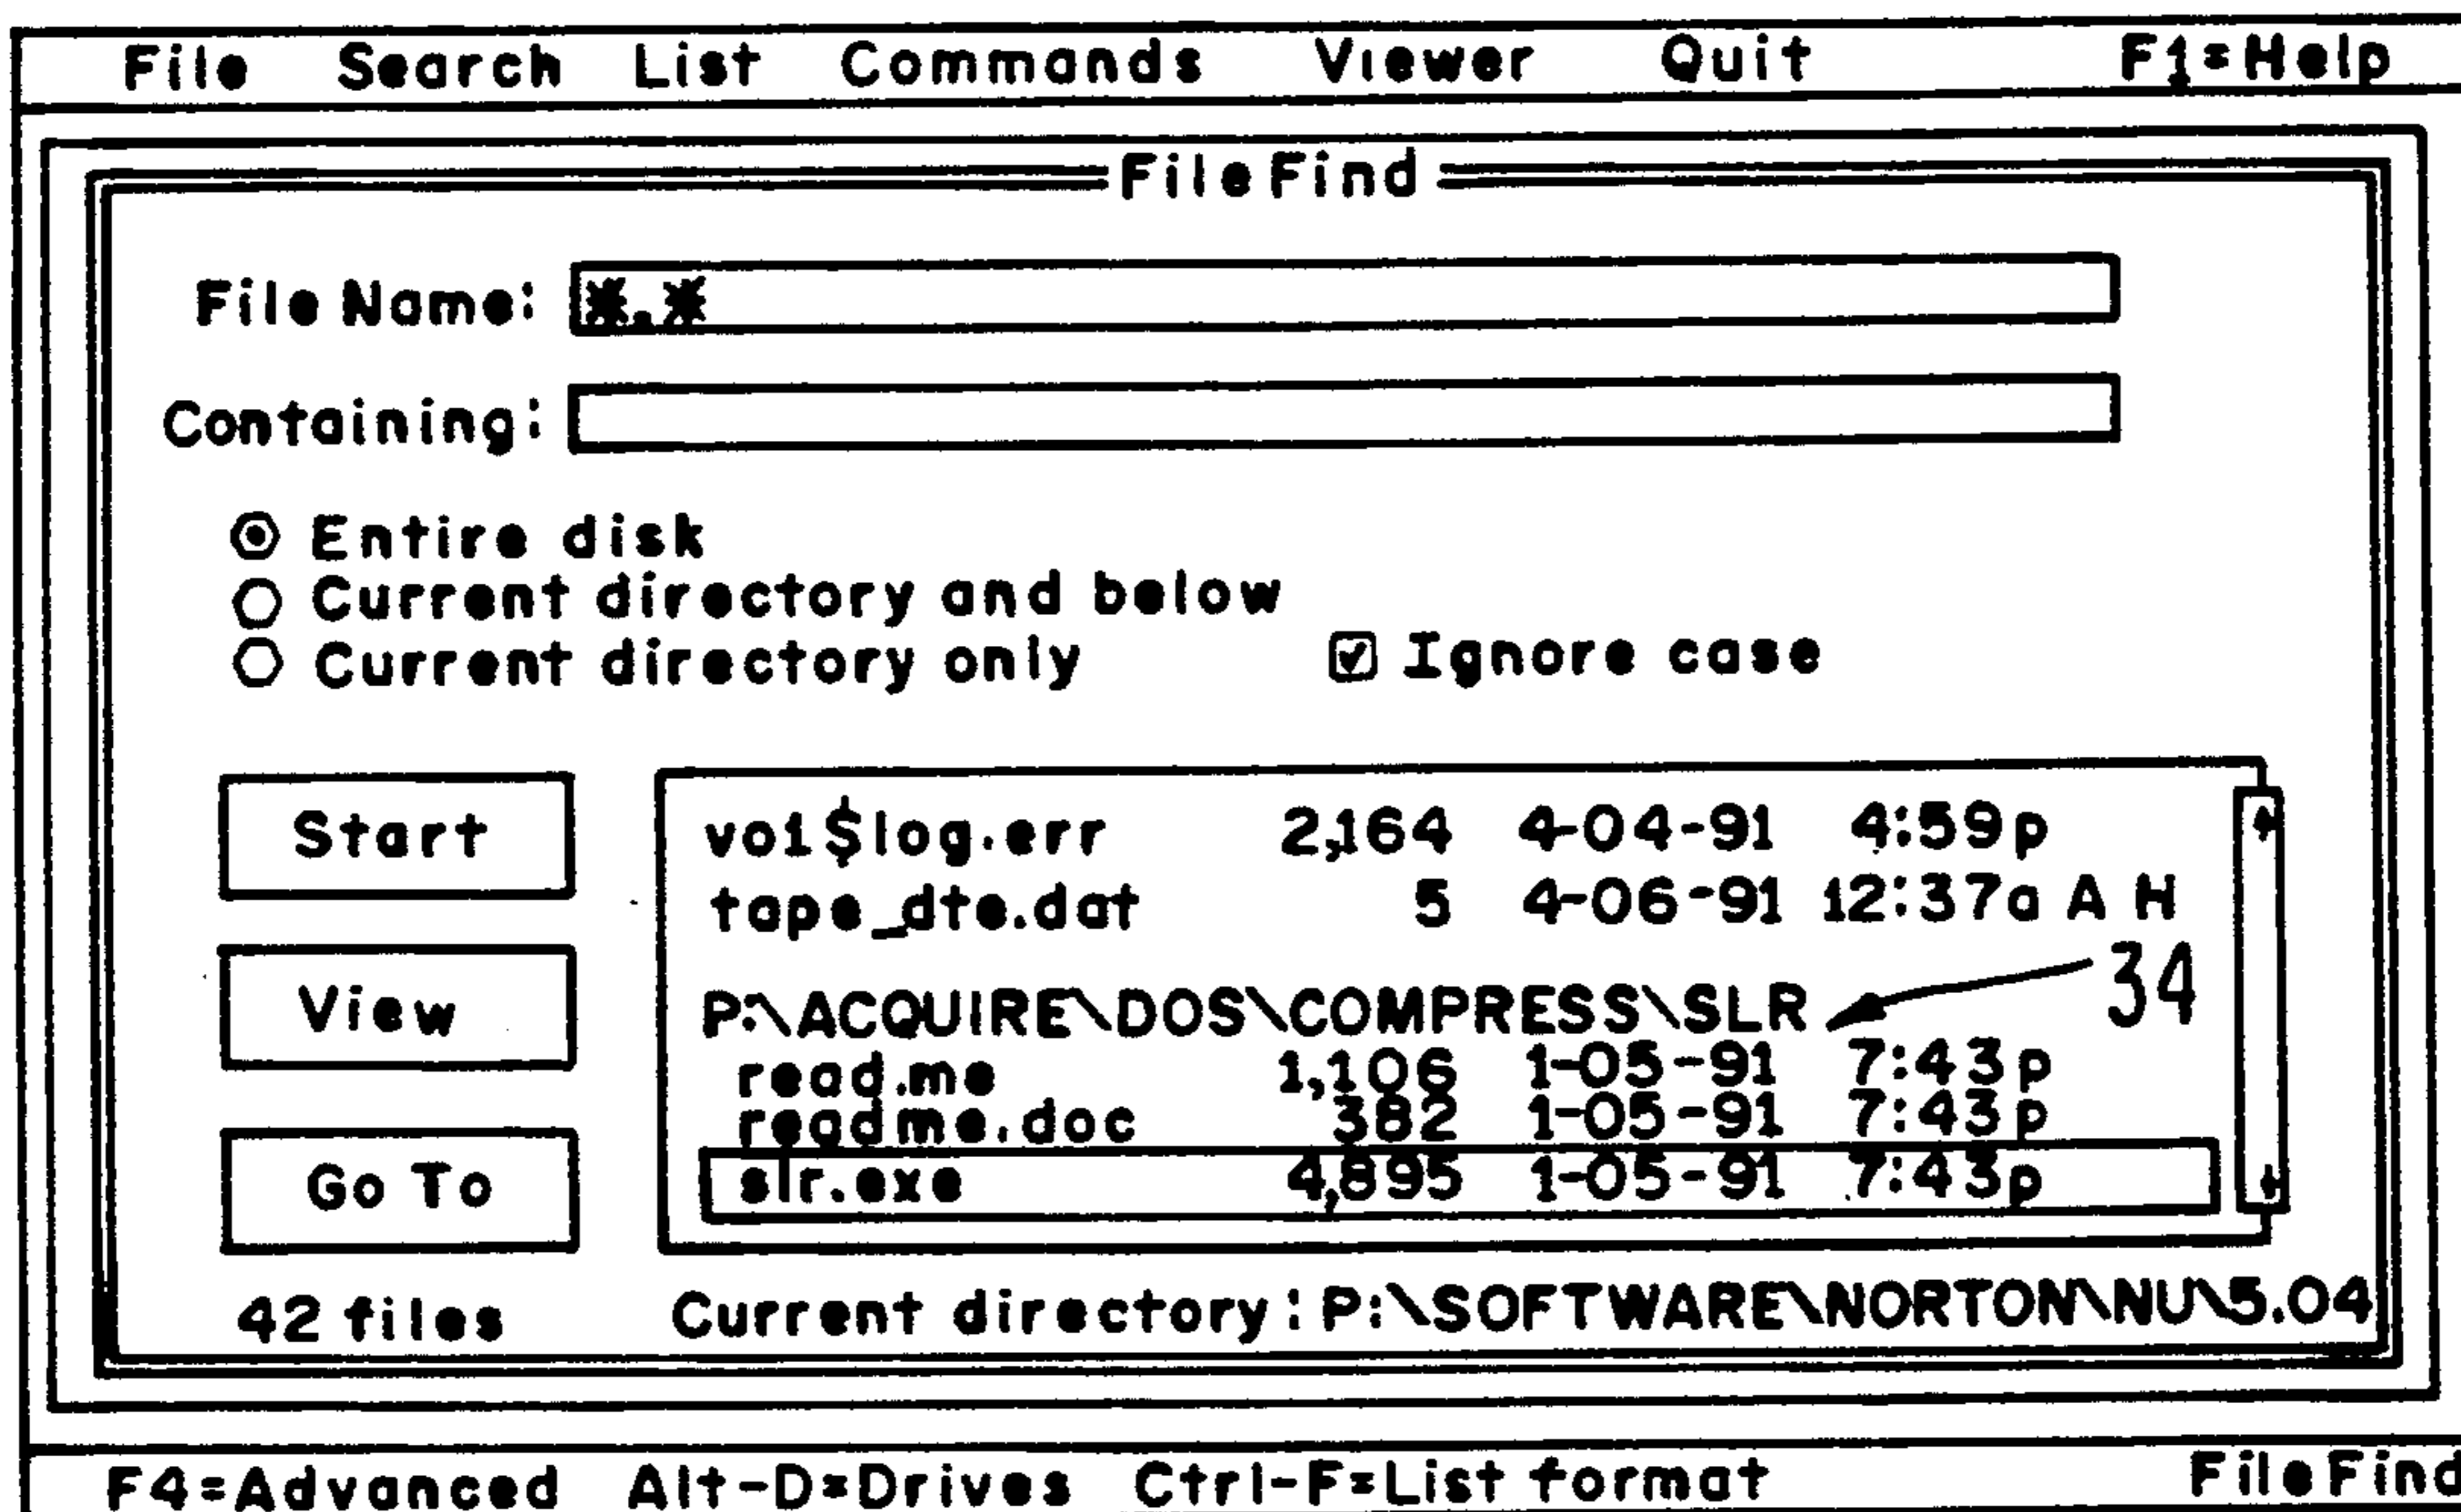 File Search List Commands Viewer Quit F1=Help
FileFind
File Name: *.*
Containing:
Entire disk
Current directory and below
Current directory only Ignore case
Start
View
Go To
vol$log.err 2,164 4-04-91 4:59p
tape_dte.dat 5 4-06-91 12:37a A H
34
P:\ACQUIRE\DOS\COMPRESS\SLR
read.me 1,106 1-05-91 7:43p
readme.doc 382 1-05-91 7:43p
slr.exe 4,895 1-05-91 7:43p
42 files Current directory: P:\SOFTWARE\NORTON\NU\5.04
F4=Advanced Alt-D=Drives Ctrl-F=List format FileFind